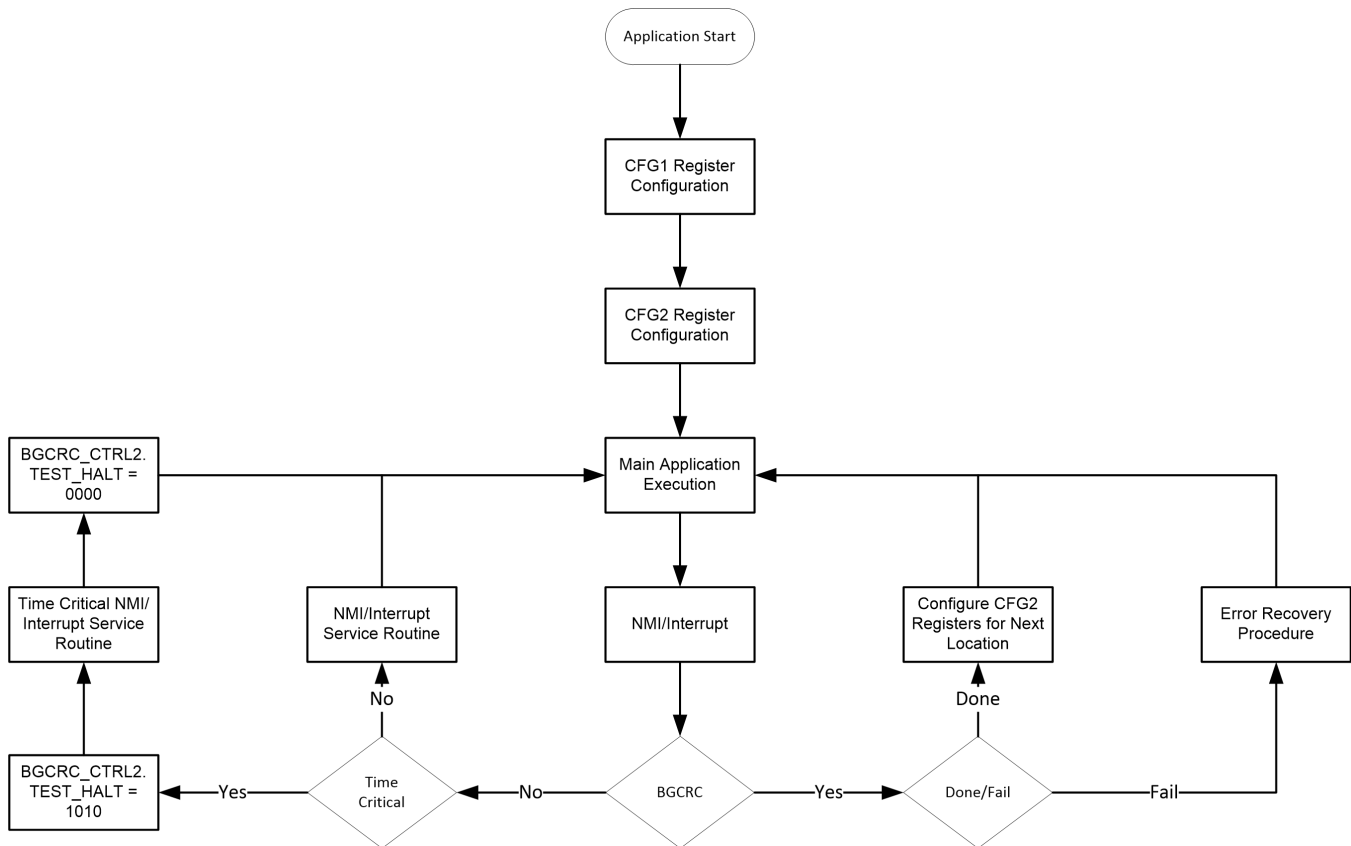 Application Start
CFG1 Register
Configuration
CFG2 Register
Configuration
BGCRC_CTRL2.
TEST_HALT =
0000
Main Application
Execution
Time Critical NMI/
Interrupt Service
Routine
NMI/Interrupt
Service Routine
NMI/Interrupt
Configure CFG2
Registers for Next
Location
Error Recovery
Procedure
No
Done
BGCRC_CTRL2.
TEST_HALT =
1010
Yes
Time
Critical
No
BGCRC
Yes
Done/Fail
Fail